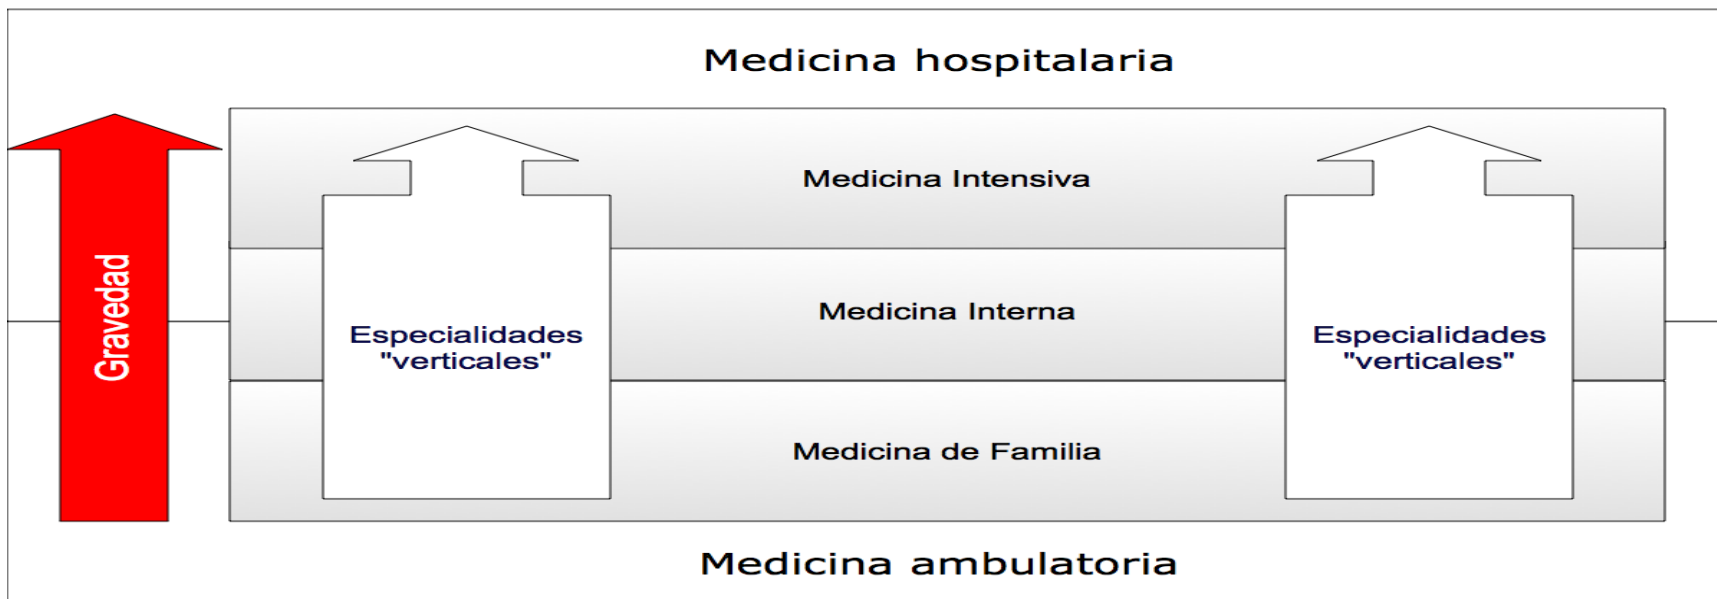 Medicina hospitalaria
Gravedad
Medicina Intensiva
Medicina Interna
Especialidades
"verticales"
Especialidades
"verticales"
Medicina de Familia
Medicina ambulatoria